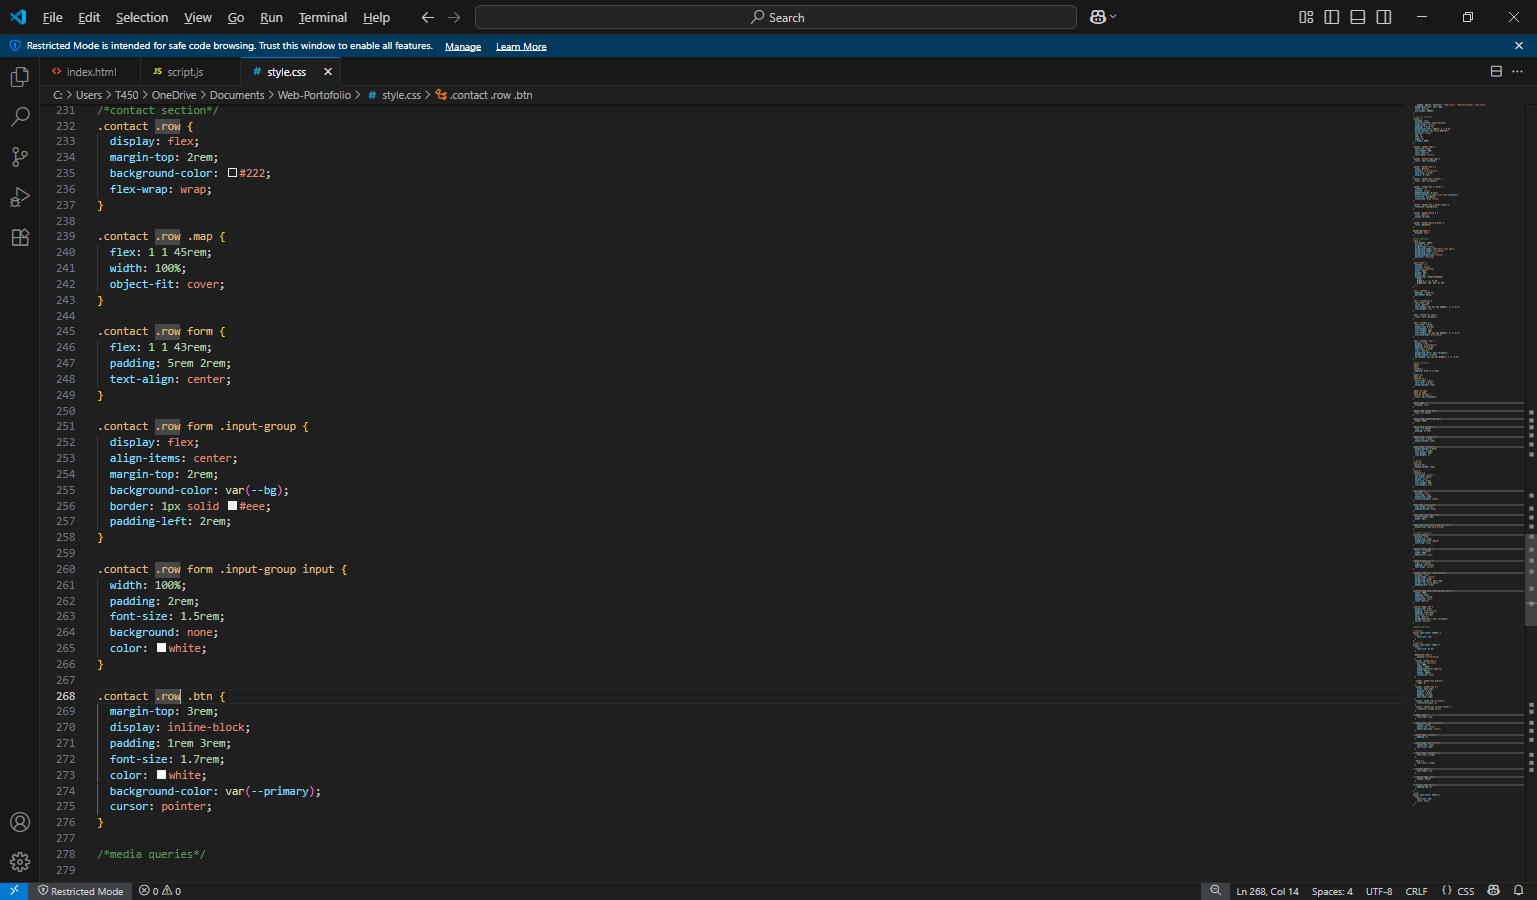 File Edit Selection View Go Run Terminal Help
Search
Restricted Mode is intended for safe code browsing. Trust this window to enable all features. Manage Learn More
<> index.html JS script.js # style.css
C: > Users > T450 > OneDrive > Documents > Web-Portofolio > # style.css > .contact .row .btn
231 /*contact section*/
232 .contact .row {
233 display: flex;
234 margin-top: 2rem;
235 background-color: #222;
236 flex-wrap: wrap;
237 }
238
239 .contact .row .map {
240 flex: 1 1 45rem;
241 width: 100%;
242 object-fit: cover;
243 }
244
245 .contact .row form {
246 flex: 1 1 43rem;
247 padding: 5rem 2rem;
248 text-align: center;
249 }
250
251 .contact .row form .input-group {
252 display: flex;
253 align-items: center;
254 margin-top: 2rem;
255 background-color: var(--bg);
256 border: 1px solid #eee;
257 padding-left: 2rem;
258 }
259
260 .contact .row form .input-group input {
261 width: 100%;
262 padding: 2rem;
263 font-size: 1.5rem;
264 background: none;
265 color: white;
266 }
267
268 .contact .row .btn {
269 margin-top: 3rem;
270 display: inline-block;
271 padding: 1rem 3rem;
272 font-size: 1.7rem;
273 color: white;
274 background-color: var(--primary);
275 cursor: pointer;
276 }
277
278 /*media queries*/
279
Restricted Mode 0 0 Ln 268, Col 14 Spaces: 4 UTF-8 CRLF {} CSS